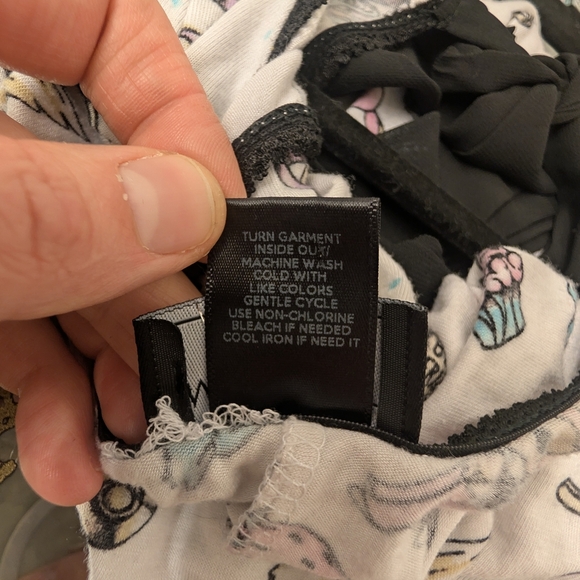 TURN GARMENT
INSIDE OUT/
MACHINE WASH
COLD WITH
LIKE COLORS
GENTLE CYCLE
USE NON-CHLORINE
BLEACH IF NEEDED
COOL IRON IF NEED IT